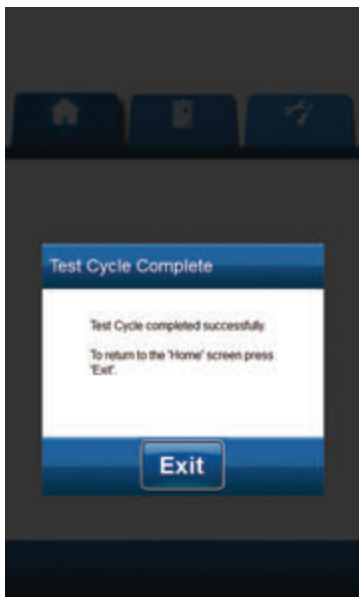 Test Cycle Complete
Test Cycle completed successfully.
To return to the 'Home' screen press
'Exit'.
Exit